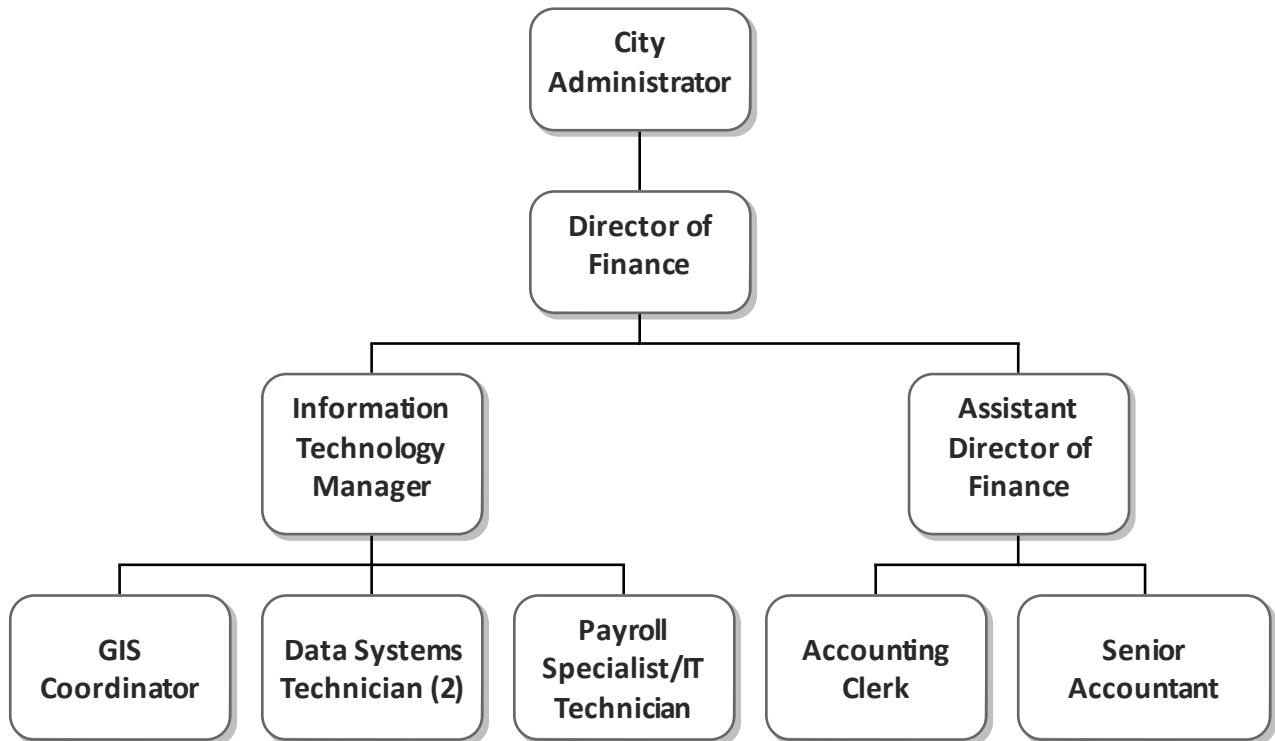 City
Administrator
Director of
Finance
Information
Technology
Manager
Assistant
Director of
Finance
GIS
Coordinator
Data Systems
Technician (2)
Payroll
Specialist/IT
Technician
Accounting
Clerk
Senior
Accountant